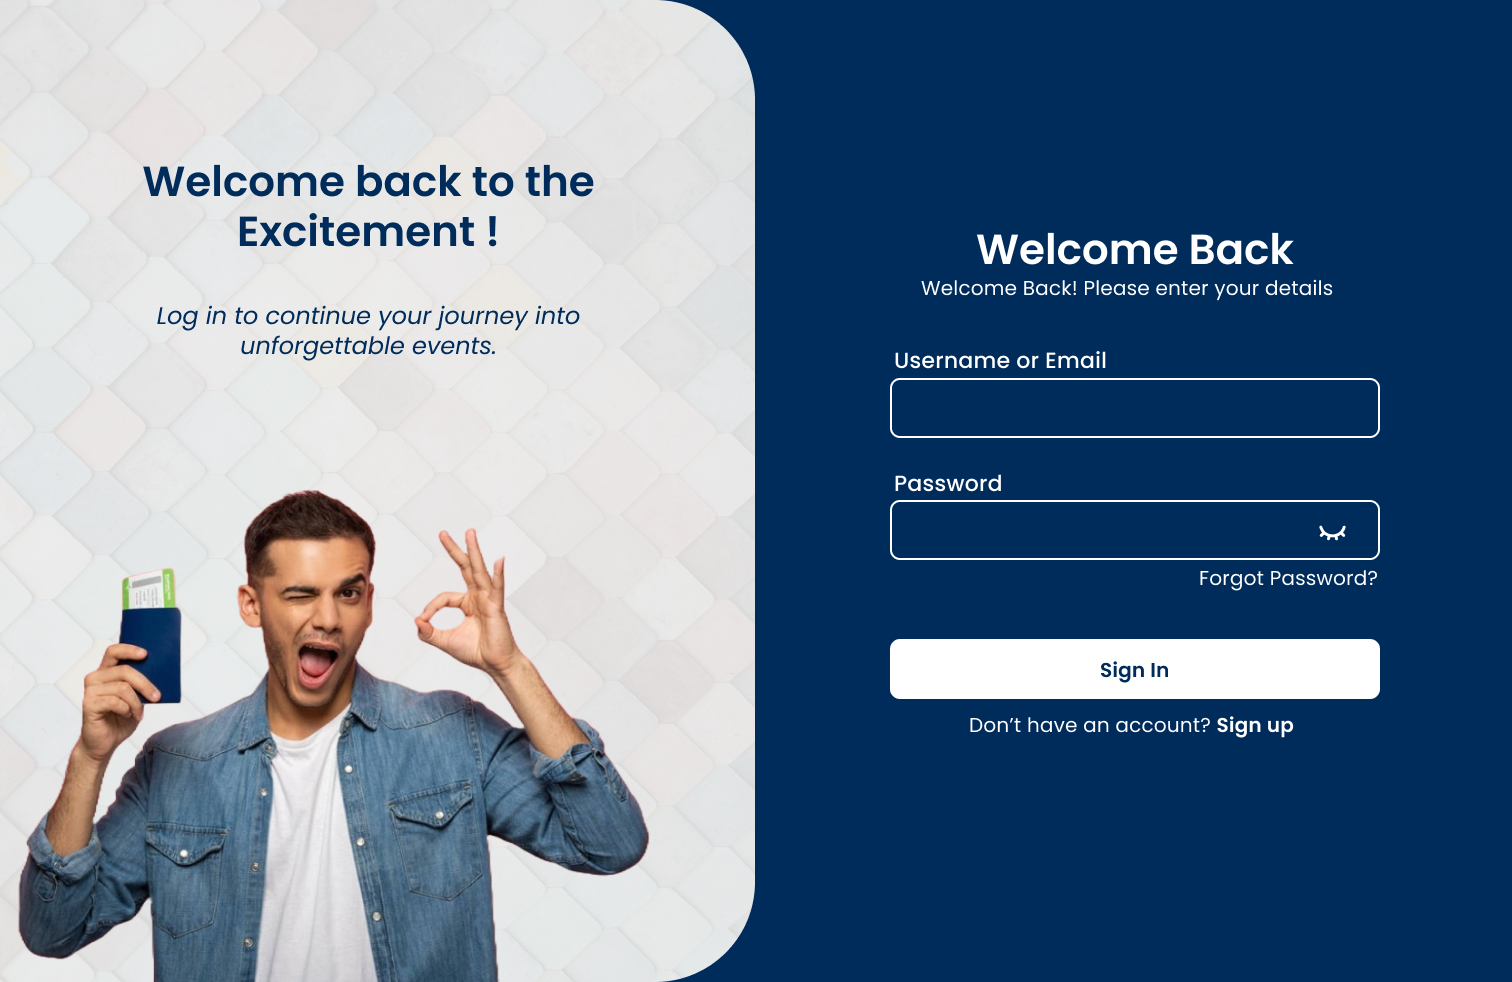 Welcome back to the
Excitement !
Log in to continue your journey into
unforgettable events.
Welcome Back
Welcome Back! Please enter your details
Username or Email
Password
Forgot Password?
Sign In
Don’t have an account? Sign up